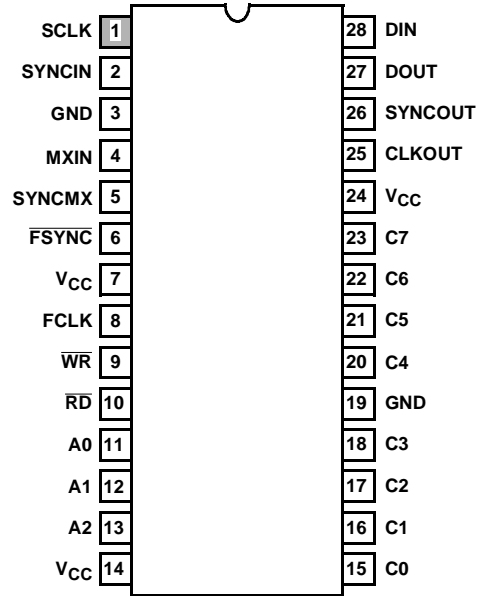 SCLK 1 28 DIN
SYNCIN 2 27 DOUT
GND 3 26 SYNCOUT
MXIN 4 25 CLKOUT
SYNCMX 5 24 VCC
FSYNC 6 23 C7
VCC 7 22 C6
FCLK 8 21 C5
WR 9 20 C4
RD 10 19 GND
A0 11 18 C3
A1 12 17 C2
A2 13 16 C1
VCC 14 15 C0